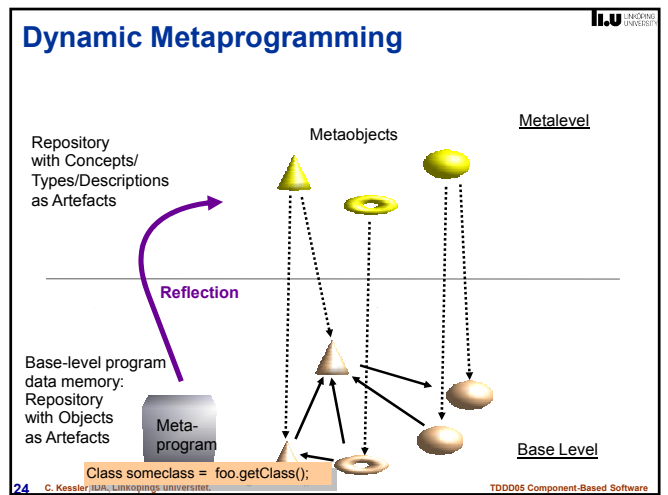 Dynamic Metaprogramming
LINKÖPING
UNIVERSITY
Metalevel
Metaobjects
Repository
with Concepts/
Types/Descriptions
as Artefacts
Reflection
Base-level program
data memory:
Repository
with Objects
as Artefacts
Meta-
program
Base Level
Class someclass = foo.getClass();
24 C. Kessler IDA, Linköpings universitet. TDDD05 Component-Based Software